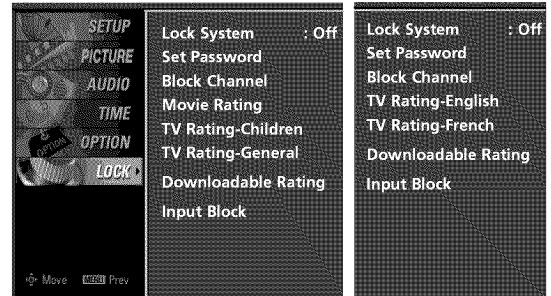 SETUP
PICTURE
AUDIO
TIME
OPTION
OPTION
LOCK
Move MENU Prev
Lock System : Off
Set Password
Block Channel
Movie Rating
TV Rating-Children
TV Rating-General
Downloadable Rating
Input Block
Lock System : Off
Set Password
Block Channel
TV Rating-English
TV Rating-French
Downloadable Rating
Input Block